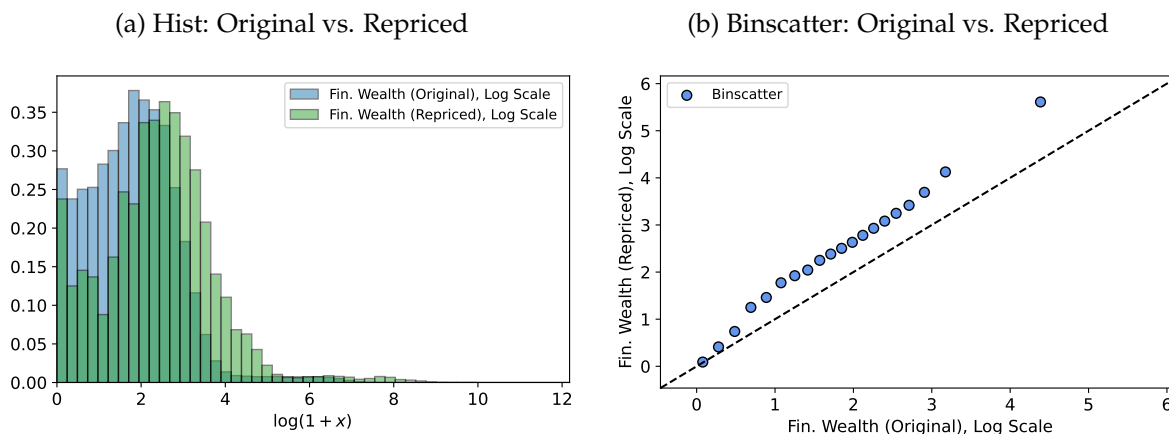 (a) Hist: Original vs. Repriced
Fin. Wealth (Original), Log Scale
Fin. Wealth (Repriced), Log Scale
0.35
0.30
0.25
0.20
0.15
0.10
0.05
0.00
0 2 4 6 8 10 12
log(1 + x)
(b) Binscatter: Original vs. Repriced
Binscatter
Fin. Wealth (Repriced), Log Scale
6
5
4
3
2
1
0
0 1 2 3 4 5 6
Fin. Wealth (Original), Log Scale